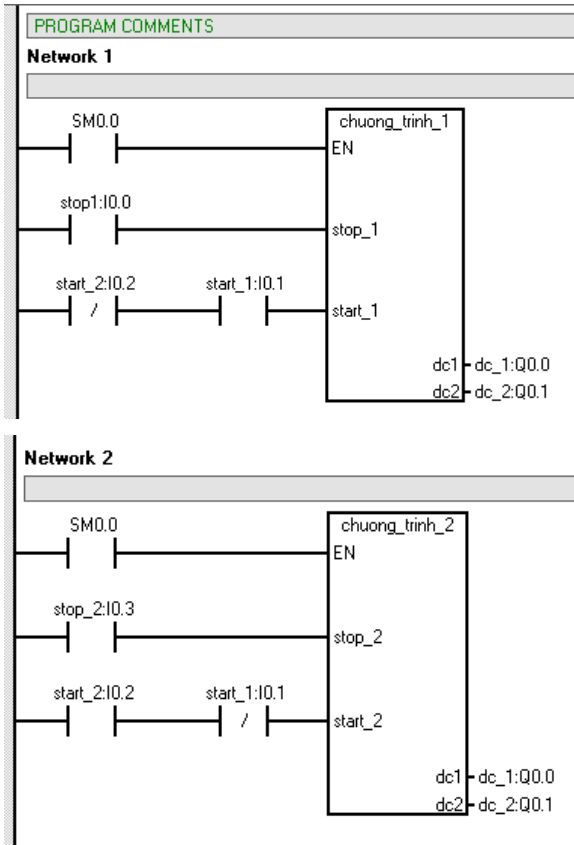 PROGRAM COMMENTS
Network 1
SM0.0
chuong_trinh_1
EN
stop1:I0.0
stop_1
start_2:I0.2
start_1:I0.1
/
start_1
dc1
dc_1:Q0.0
dc2
dc_2:Q0.1
Network 2
SM0.0
chuong_trinh_2
EN
stop_2:I0.3
stop_2
start_2:I0.2
start_1:I0.1
/
start_2
dc1
dc_1:Q0.0
dc2
dc_2:Q0.1